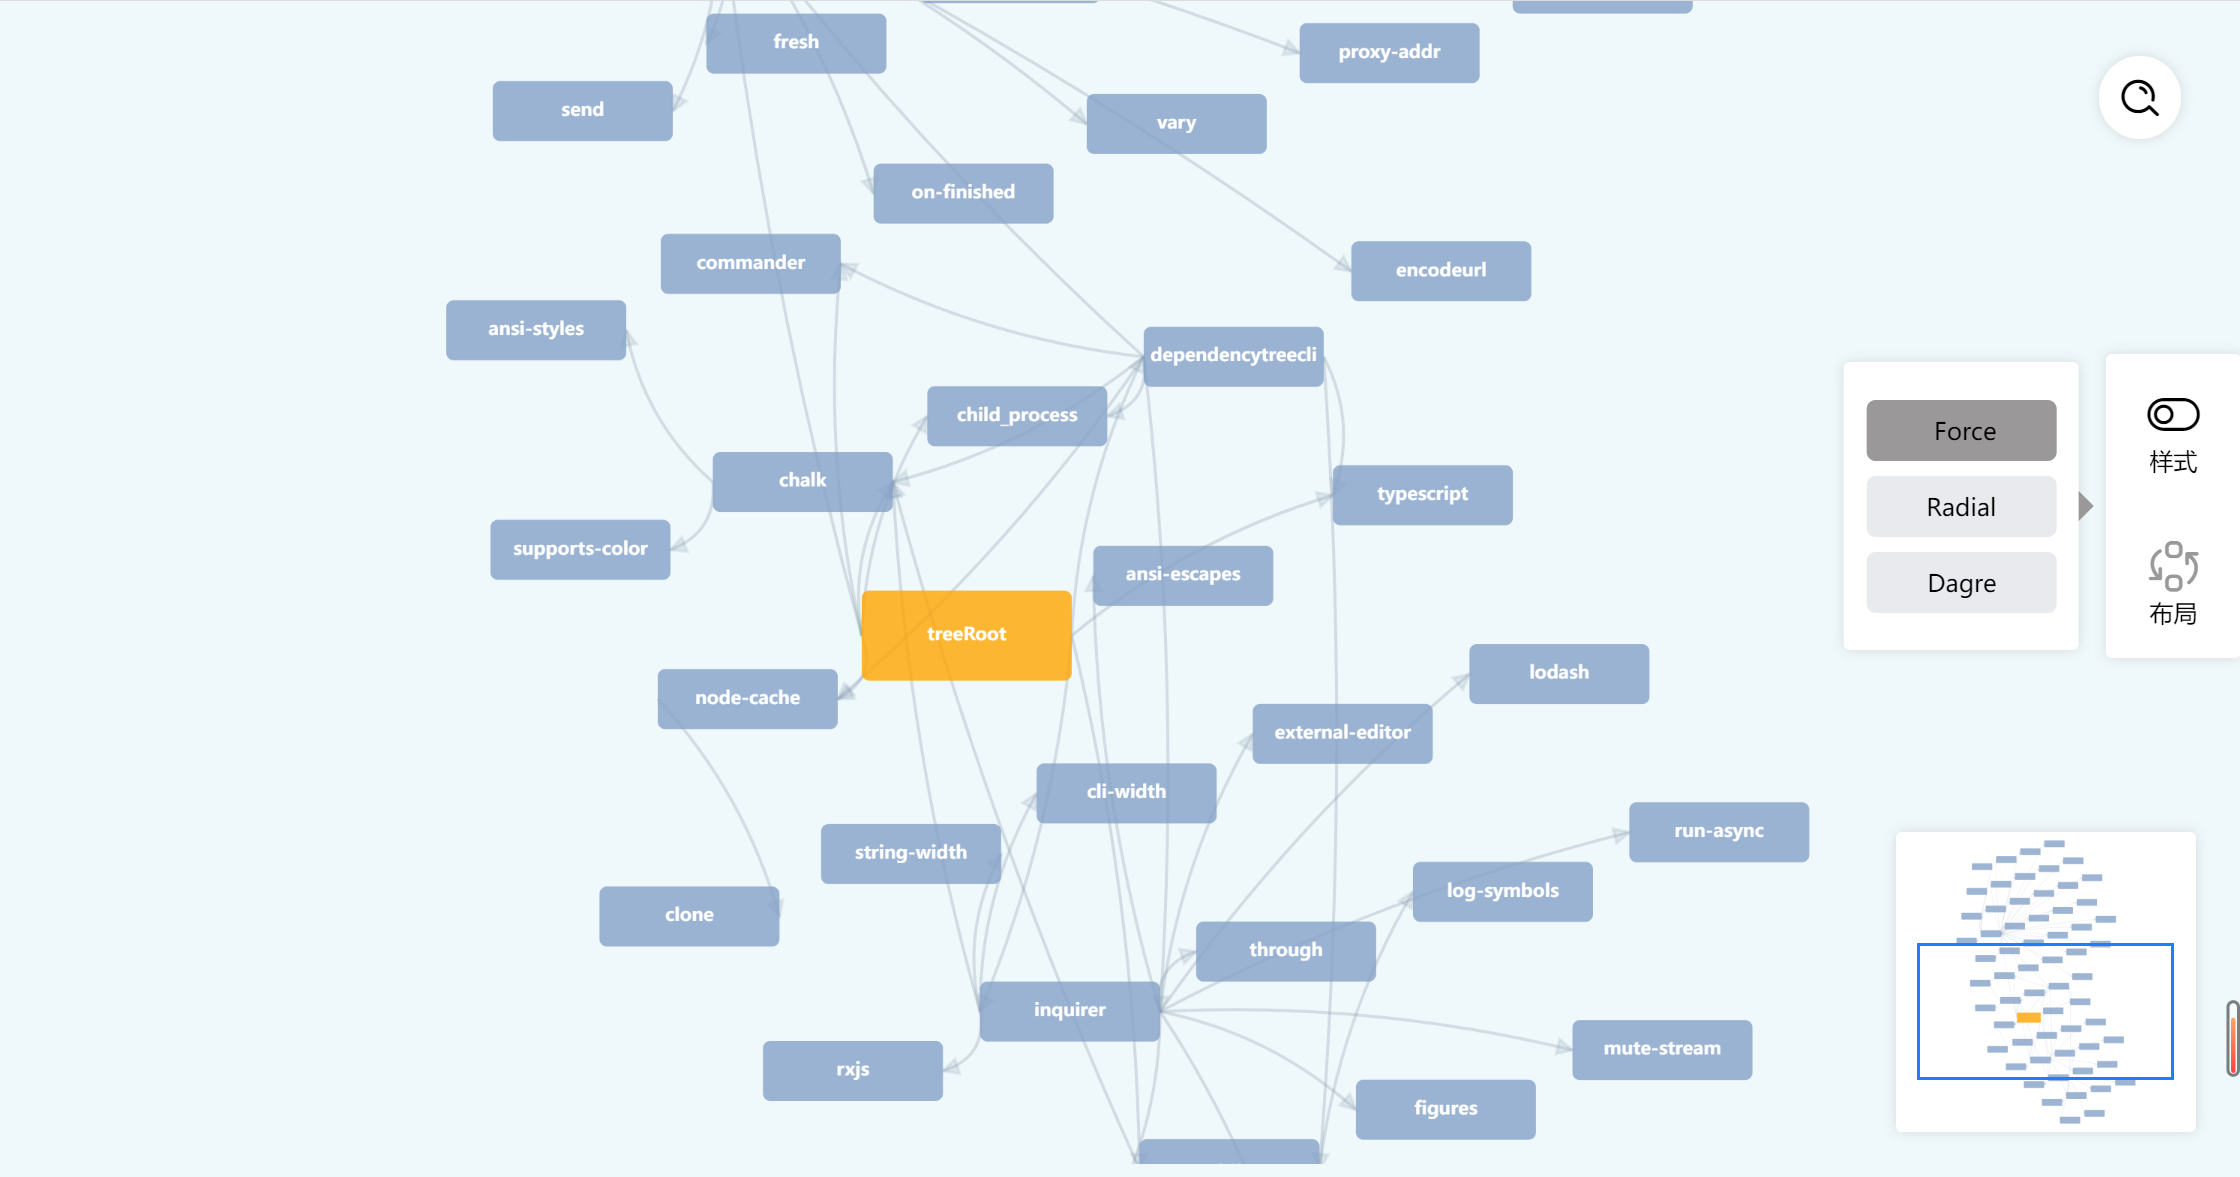 fresh
proxy-addr
send
vary
on-finished
commander
encodeurl
ansi-styles
dependencytreecli
child_process
chalk
typescript
supports-color
ansi-escapes
treeRoot
lodash
node-cache
external-editor
cli-width
run-async
string-width
log-symbols
clone
through
inquirer
mute-stream
rxjs
figures
Force
Radial
Dagre
样式
布局